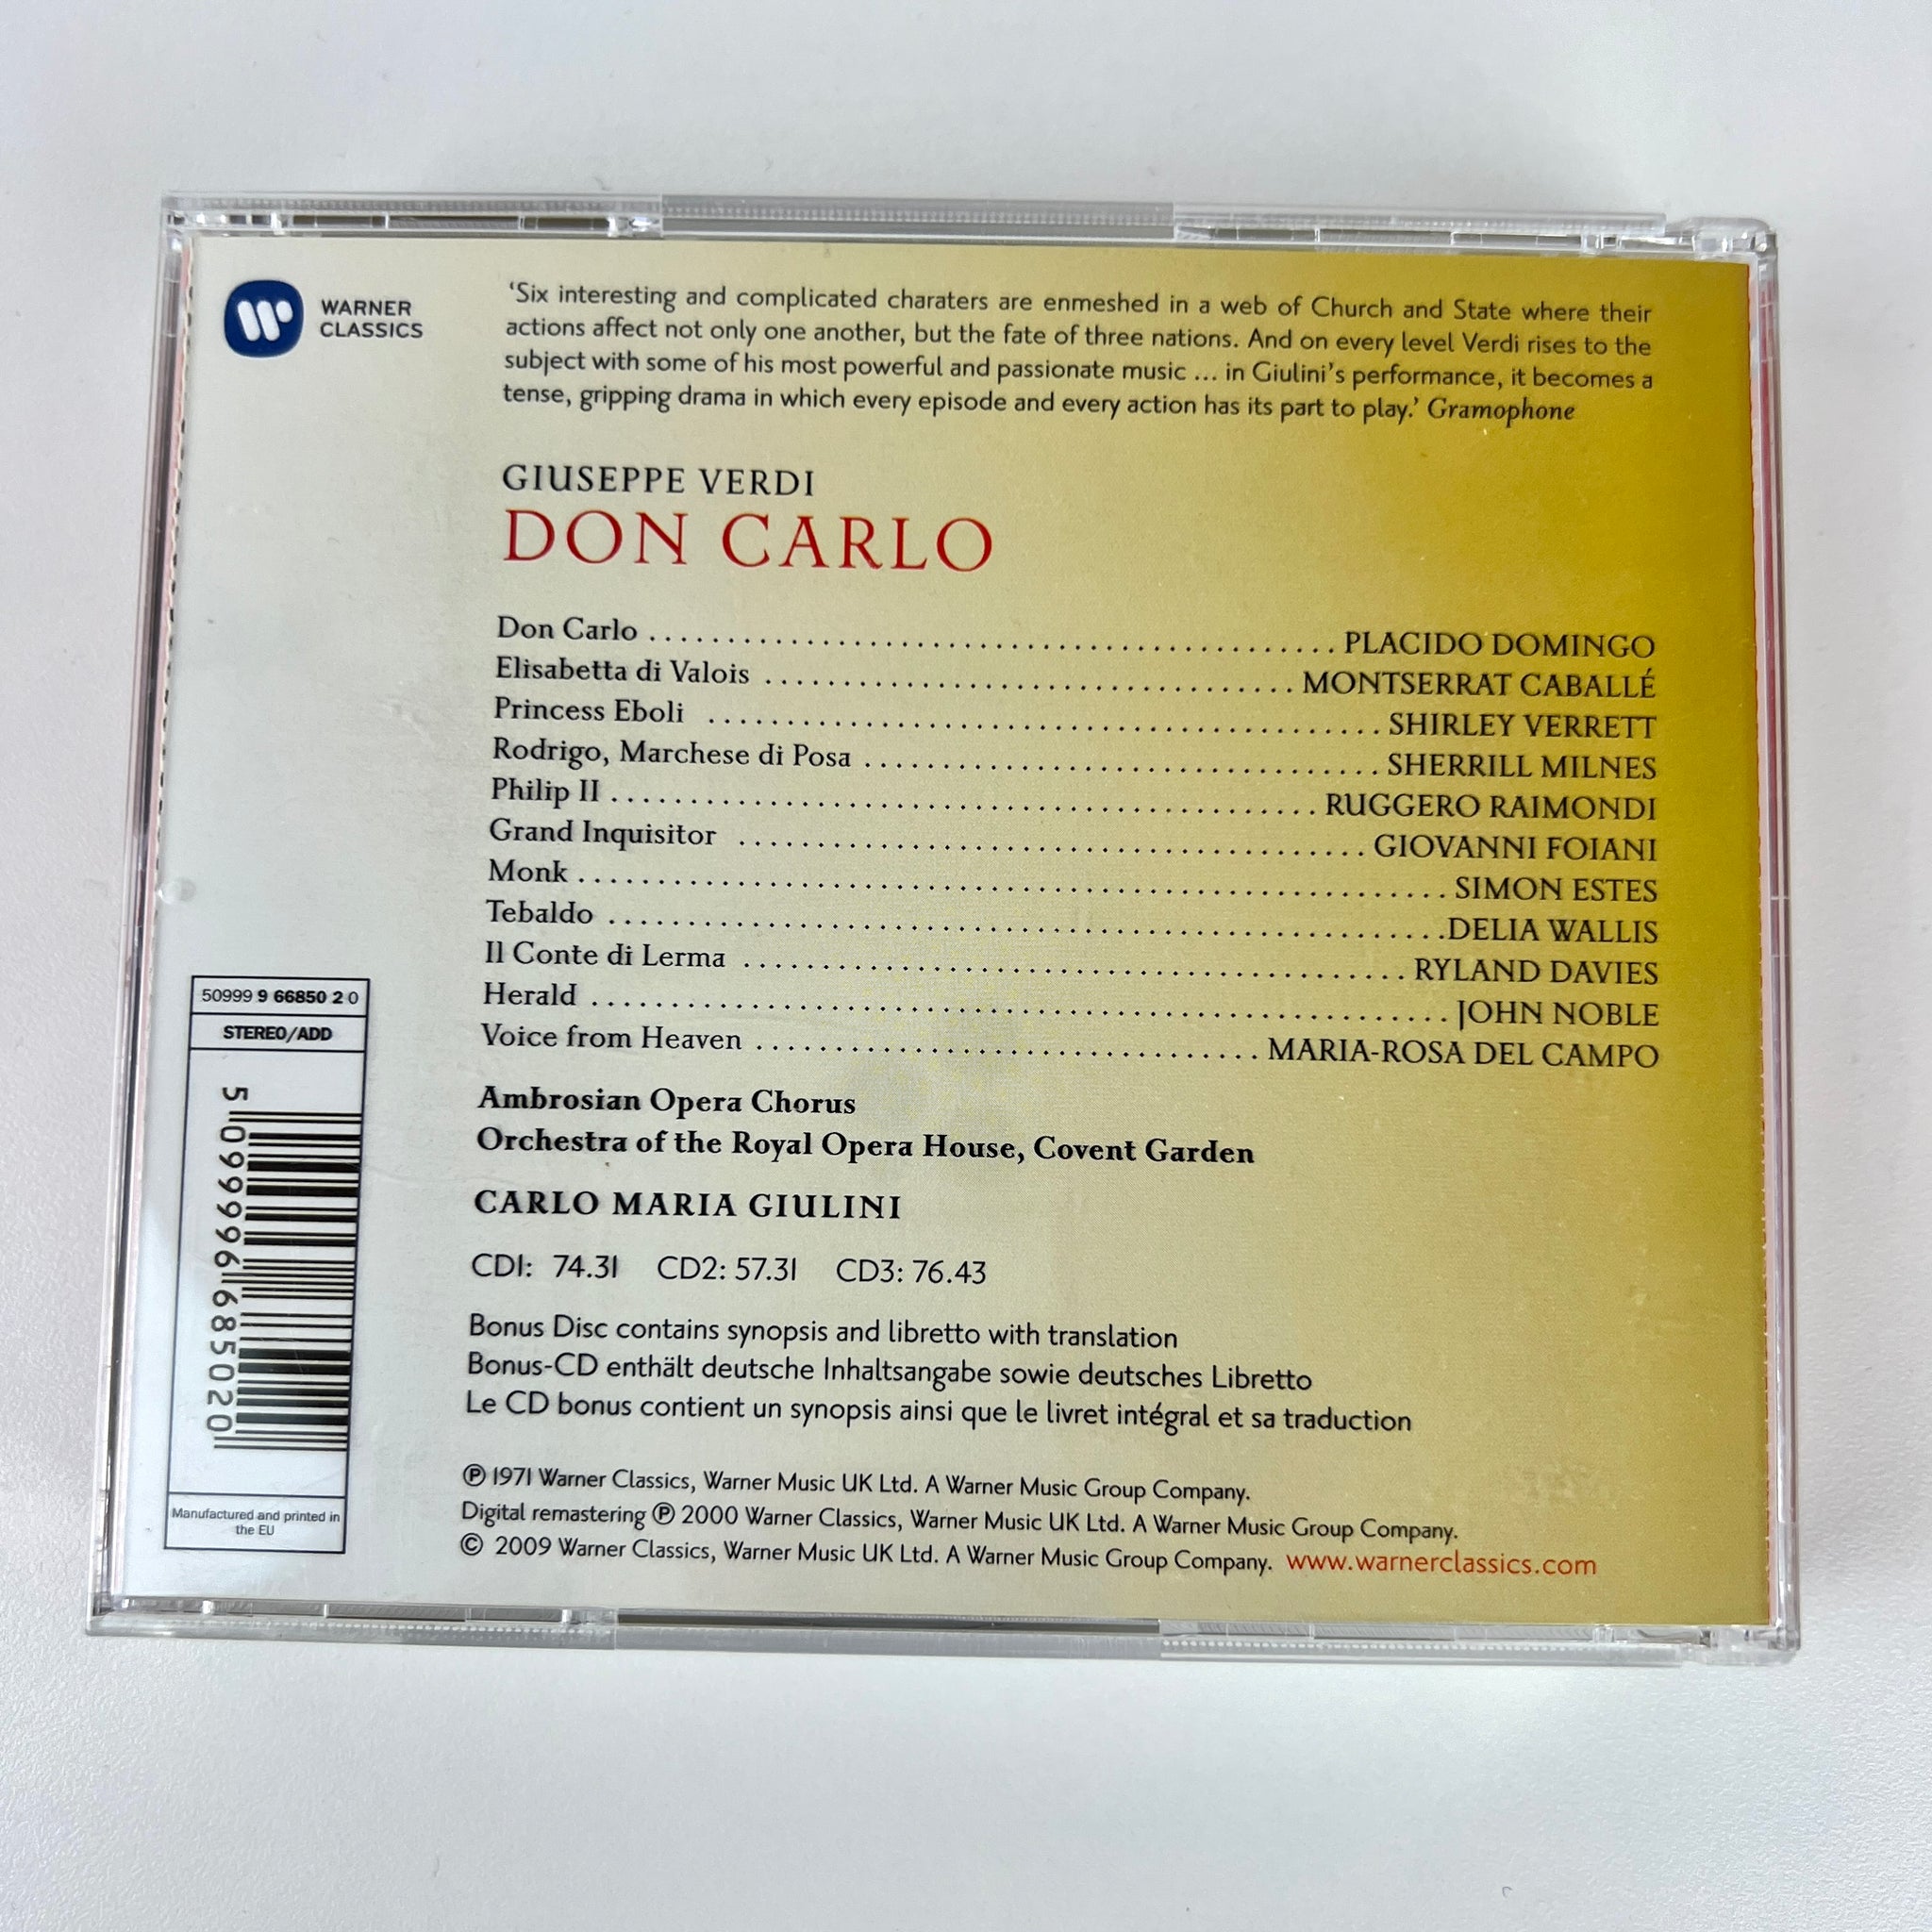 WARNER
CLASSICS
‘Six interesting and complicated charaters are enmeshed in a web of Church and State where their
actions affect not only one another, but the fate of three nations. And on every level Verdi rises to the
subject with some of his most powerful and passionate music ... in Giulini’s performance, it becomes a
tense, gripping drama in which every episode and every action has its part to play.’ Gramophone
GIUSEPPE VERDI
DON CARLO
Don Carlo ........ PLACIDO DOMINGO
Elisabetta di Valois ........ MONTSERRAT CABALLÉ
Princess Eboli ........ SHIRLEY VERRETT
Rodrigo, Marchese di Posa ........ SHERRILL MILNES
Philip II ........ RUGGERO RAIMONDI
Grand Inquisitor ........ GIOVANNI FOIANI
Monk ........ SIMON ESTES
Tebaldo ........ DELIA WALLIS
Il Conte di Lerma ........ RYLAND DAVIES
Herald ........ JOHN NOBLE
Voice from Heaven ........ MARIA-ROSA DEL CAMPO
Ambrosian Opera Chorus
Orchestra of the Royal Opera House, Covent Garden
CARLO MARIA GIULINI
CD1: 74.31 CD2: 57.31 CD3: 76.43
Bonus Disc contains synopsis and libretto with translation
Bonus-CD enthält deutsche Inhaltsangabe sowie deutsches Libretto
Le CD bonus contient un synopsis ainsi que le livret intégral et sa traduction
℗ 1971 Warner Classics, Warner Music UK Ltd. A Warner Music Group Company.
Digital remastering ℗ 2000 Warner Classics, Warner Music UK Ltd. A Warner Music Group Company.
© 2009 Warner Classics, Warner Music UK Ltd. A Warner Music Group Company. www.warnerclassics.com
50999 9 66850 2 0
STEREO/ADD
5 099996 685020
Manufactured and printed in
the EU